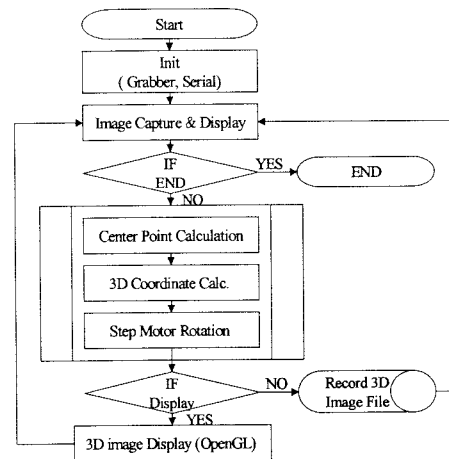 Start
Init
( Grabber, Serial)
Image Capture & Display
IF
END
YES
END
NO
Center Point Calculation
3D Coordinate Calc.
Step Motor Rotation
IF
Display
NO
Record 3D
Image File
YES
3D image Display (OpenGL)